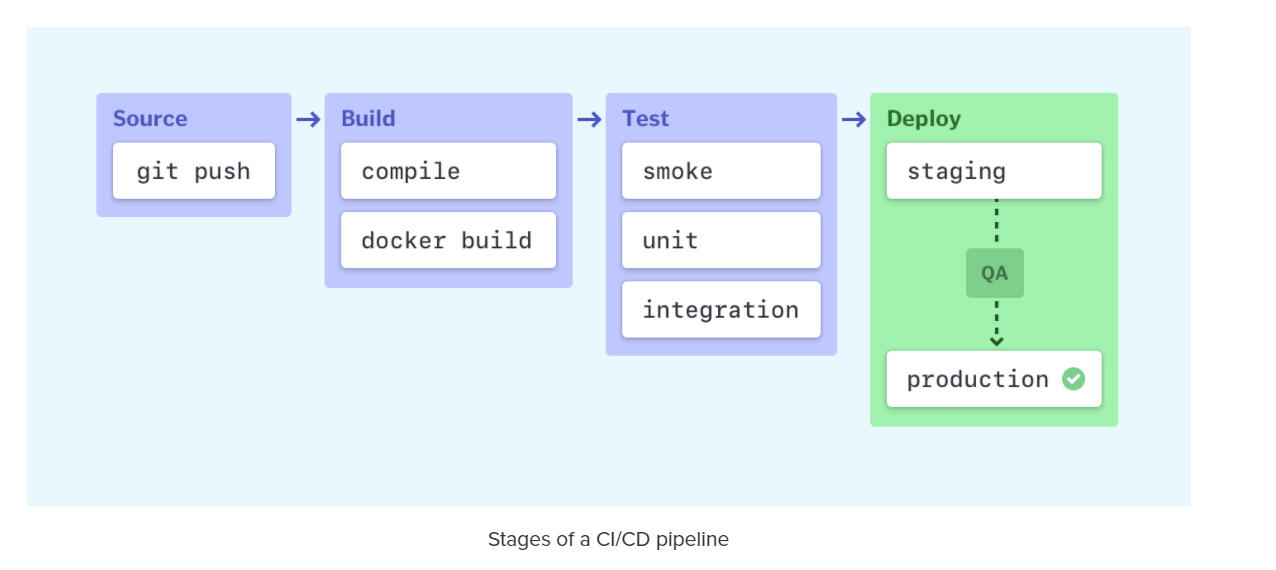 Source
git push
Build
compile
docker build
Test
smoke
unit
integration
Deploy
staging
QA
production
Stages of a CI/CD pipeline